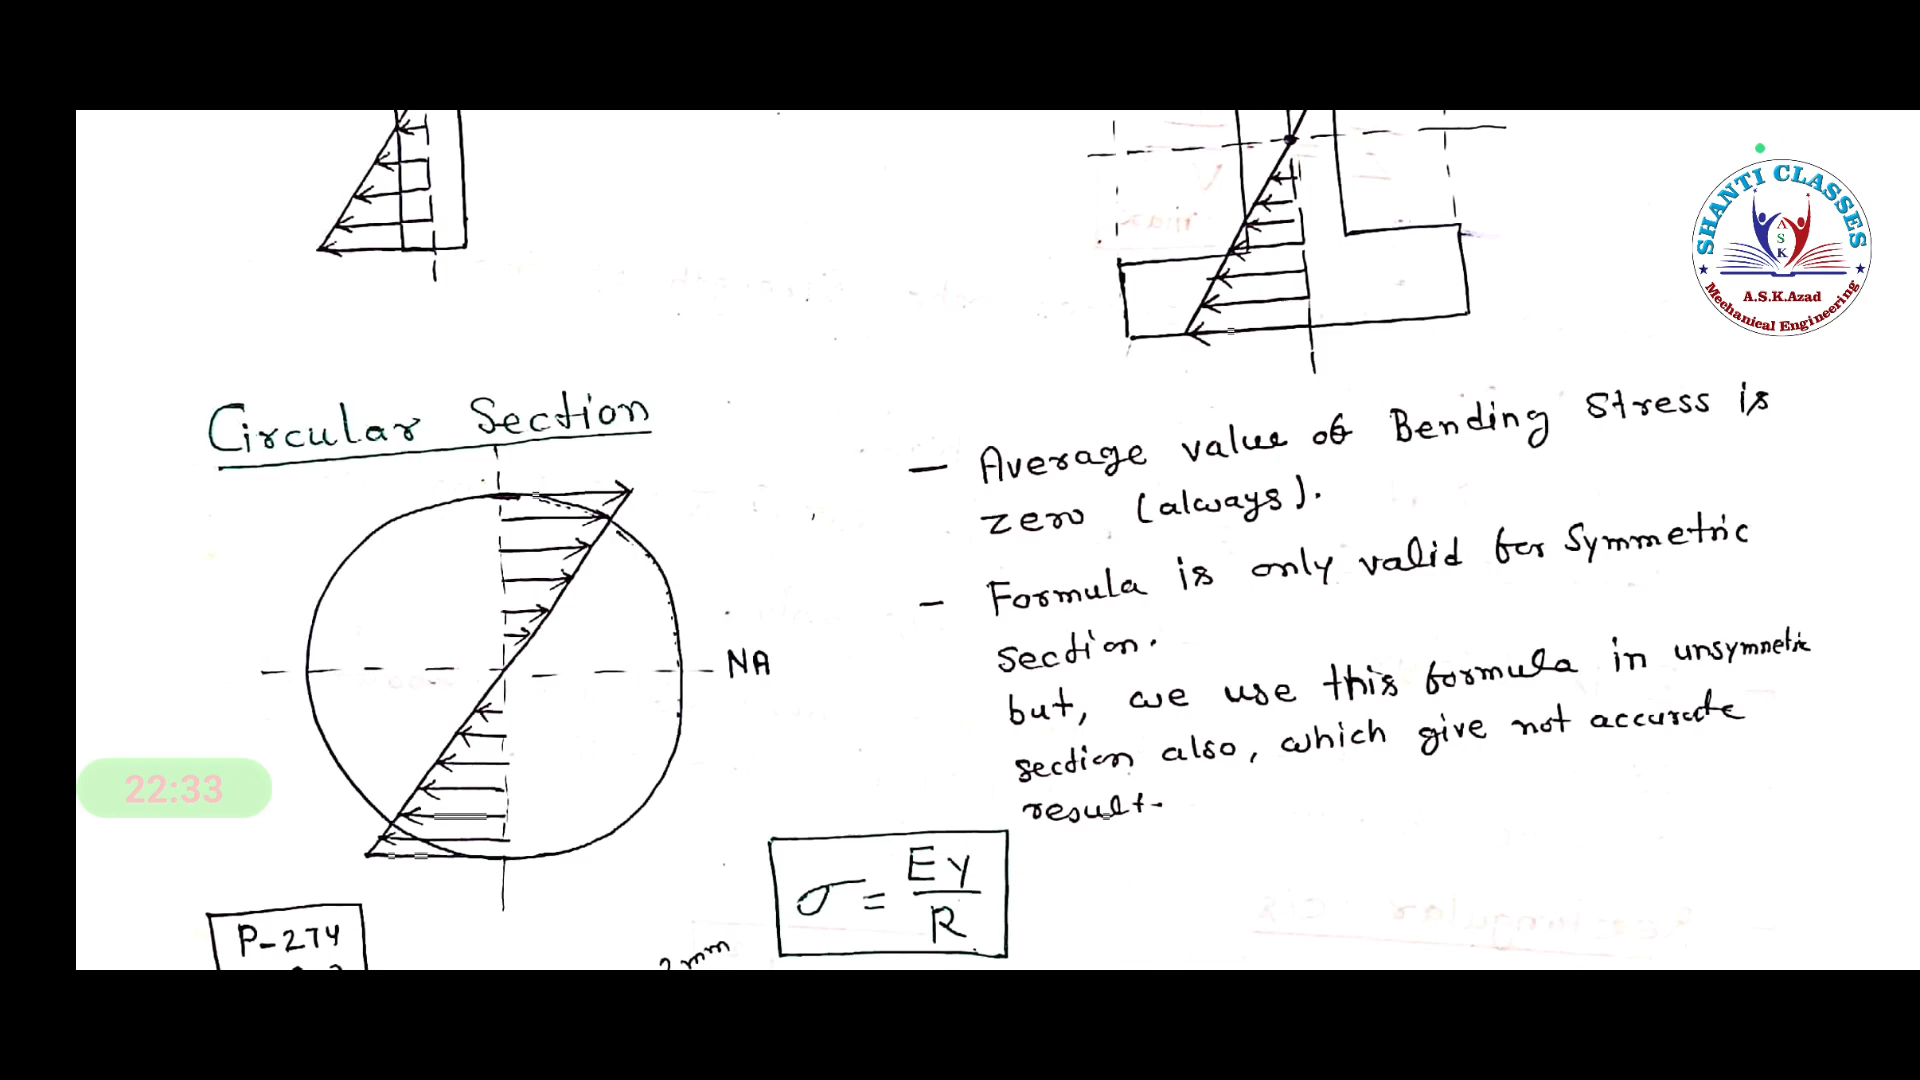 SHANTI CLASSES
A
S
K
A.S.K.Azad
Mechanical Engineering
Circular Section
NA
— Average value of Bending Stress is
zero (always).
— Formula is only valid for Symmetric
section.
but, we use this formula in unsymmetric
section also, which give not accurate
result.
σ = Ey
R
22:33
P-274
2mm